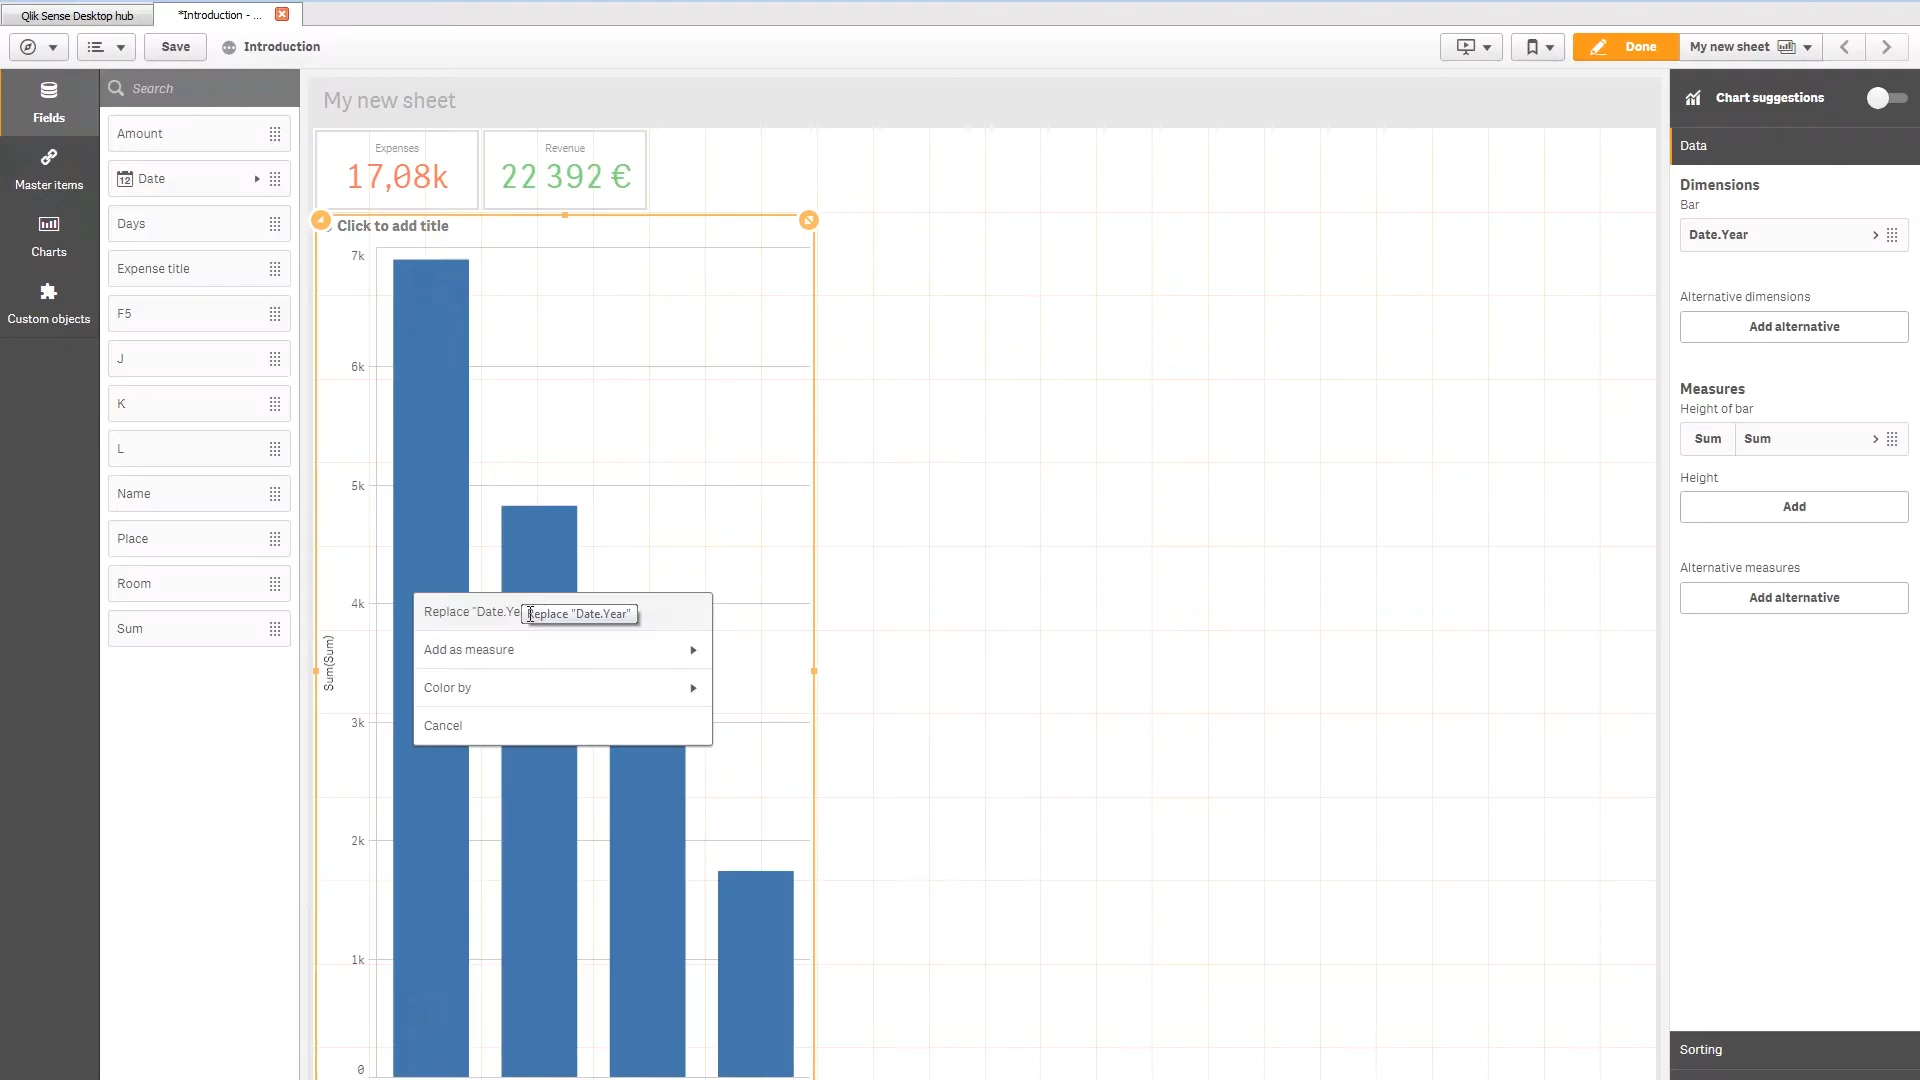 Qlik Sense Desktop hub
*Introduction - ...
Save
Introduction
Done
My new sheet
Fields
Master items
Charts
Custom objects
Search
Amount
12 Date
Days
Expense title
F5
J
K
L
Name
Place
Room
Sum
My new sheet
Expenses
17,08k
Revenue
22 392 €
Click to add title
7k
6k
5k
4k
3k
2k
1k
0
Sum(Sum)
Replace "Date.Ye
Replace "Date.Year"
Add as measure
Color by
Cancel
Chart suggestions
Data
Dimensions
Bar
Date.Year
Alternative dimensions
Add alternative
Measures
Height of bar
Sum Sum
Height
Add
Alternative measures
Add alternative
Sorting